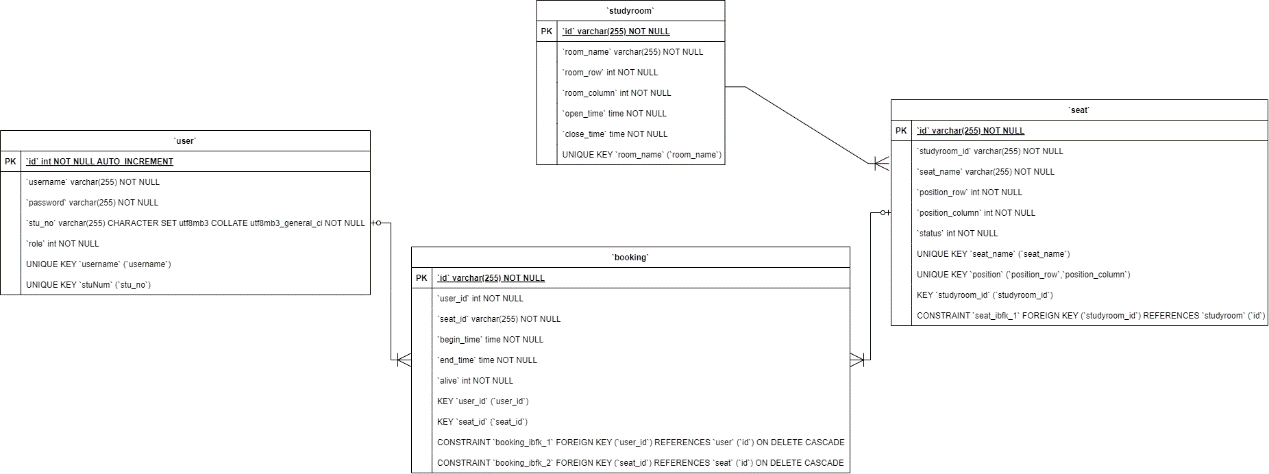 `studyroom`
PK `id` varchar(255) NOT NULL
`room_name` varchar(255) NOT NULL
`room_row` int NOT NULL
`room_column` int NOT NULL
`open_time` time NOT NULL
`close_time` time NOT NULL
UNIQUE KEY `room_name` (`room_name`)
`user`
PK `id` int NOT NULL AUTO_INCREMENT
`username` varchar(255) NOT NULL
`password` varchar(255) NOT NULL
`stu_no` varchar(255) CHARACTER SET utf8mb3 COLLATE utf8mb3_general_ci NOT NULL
`role` int NOT NULL
UNIQUE KEY `username` (`username`)
UNIQUE KEY `stuNum` (`stu_no`)
`booking`
PK `id` varchar(255) NOT NULL
`user_id` int NOT NULL
`seat_id` varchar(255) NOT NULL
`begin_time` time NOT NULL
`end_time` time NOT NULL
`alive` int NOT NULL
KEY `user_id` (`user_id`)
KEY `seat_id` (`seat_id`)
CONSTRAINT `booking_ibfk_1` FOREIGN KEY (`user_id`) REFERENCES `user` (`id`) ON DELETE CASCADE
CONSTRAINT `booking_ibfk_2` FOREIGN KEY (`seat_id`) REFERENCES `seat` (`id`) ON DELETE CASCADE
`seat`
PK `id` varchar(255) NOT NULL
`studyroom_id` varchar(255) NOT NULL
`seat_name` varchar(255) NOT NULL
`position_row` int NOT NULL
`position_column` int NOT NULL
`status` int NOT NULL
UNIQUE KEY `seat_name` (`seat_name`)
UNIQUE KEY `position` (`position_row`,`position_column`)
KEY `studyroom_id` (`studyroom_id`)
CONSTRAINT `seat_ibfk_1` FOREIGN KEY (`studyroom_id`) REFERENCES `studyroom` (`id`)